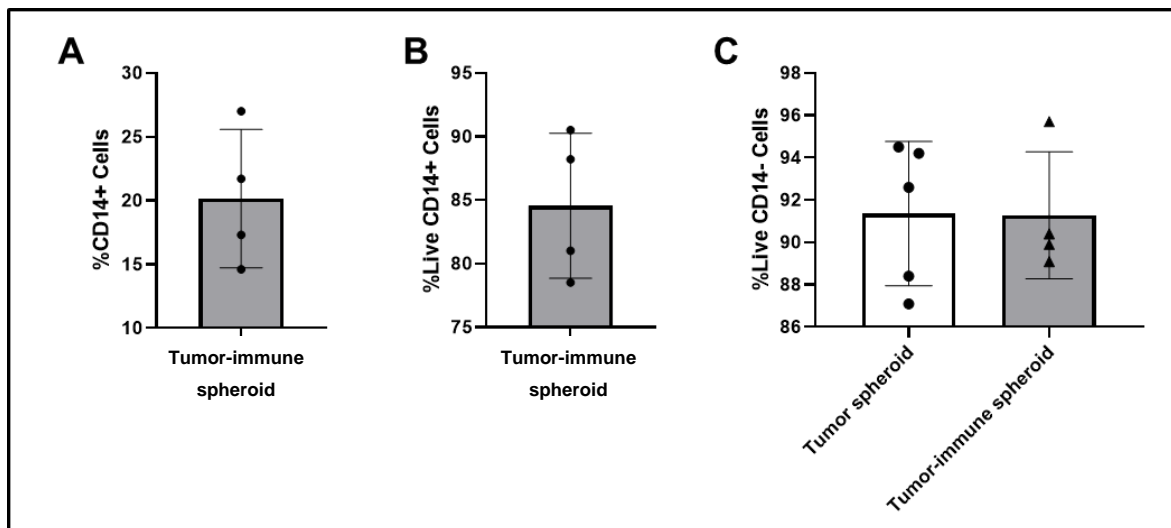 A
%CD14+ Cells
30
25
20
15
10
Tumor-immune
spheroid
B
%Live CD14+ Cells
95
90
85
80
75
Tumor-immune
spheroid
C
%Live CD14- Cells
98
96
94
92
90
88
86
Tumor spheroid
Tumor-immune spheroid